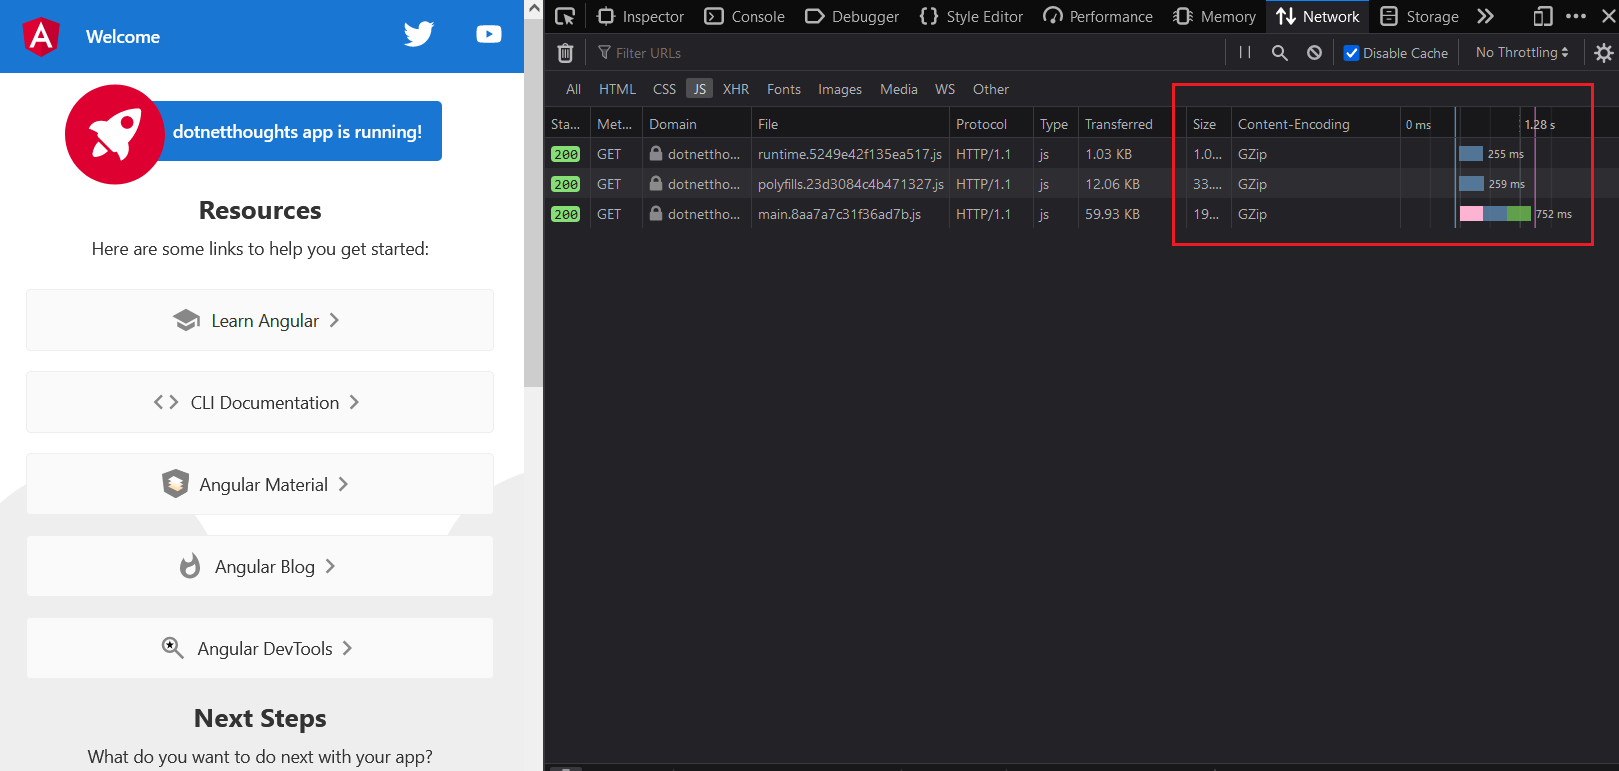 Welcome
dotnetthoughts app is running!
Resources
Here are some links to help you get started:
Learn Angular
CLI Documentation
Angular Material
Angular Blog
Angular DevTools
Next Steps
What do you want to do next with your app?
Inspector Console Debugger Style Editor Performance Memory Network Storage
Filter URLs Disable Cache No Throttling
All HTML CSS JS XHR Fonts Images Media WS Other
Sta... Met... Domain File Protocol Type Transferred Size Content-Encoding 0 ms 1.28 s
200 GET dotnettho... runtime.5249e42f135ea517.js HTTP/1.1 js 1.03 KB 1.0... GZip 255 ms
200 GET dotnettho... polyfills.23d3084c4b471327.js HTTP/1.1 js 12.06 KB 33.... GZip 259 ms
200 GET dotnettho... main.8aa7a7c31f36ad7b.js HTTP/1.1 js 59.93 KB 19... GZip 752 ms